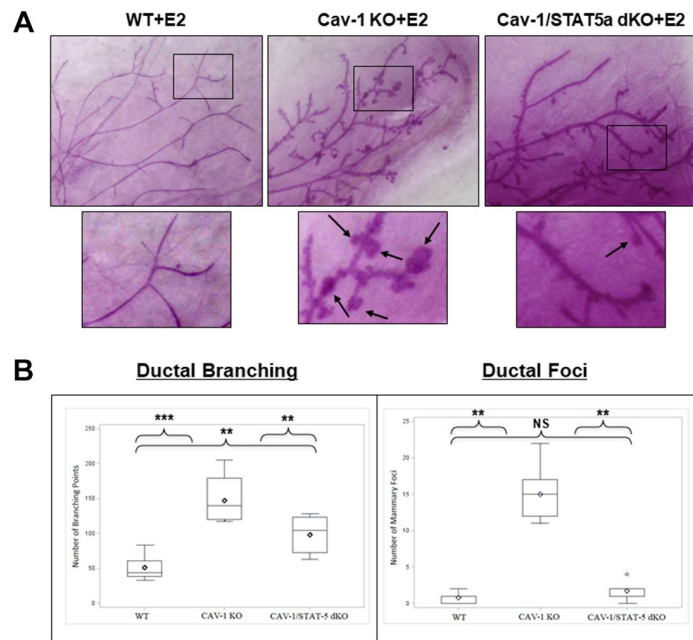 A
WT+E2
Cav-1 KO+E2
Cav-1/STAT5a dKO+E2
B
Ductal Branching
Ductal Foci
***
**
**
Number of Branching Points
250
200
150
100
50
0
WT
CAV-1 KO
CAV-1/STAT-5 dKO
**
NS
**
Number of Mammary Foci
25
20
15
10
5
0
WT
CAV-1 KO
CAV-1/STAT-5 dKO